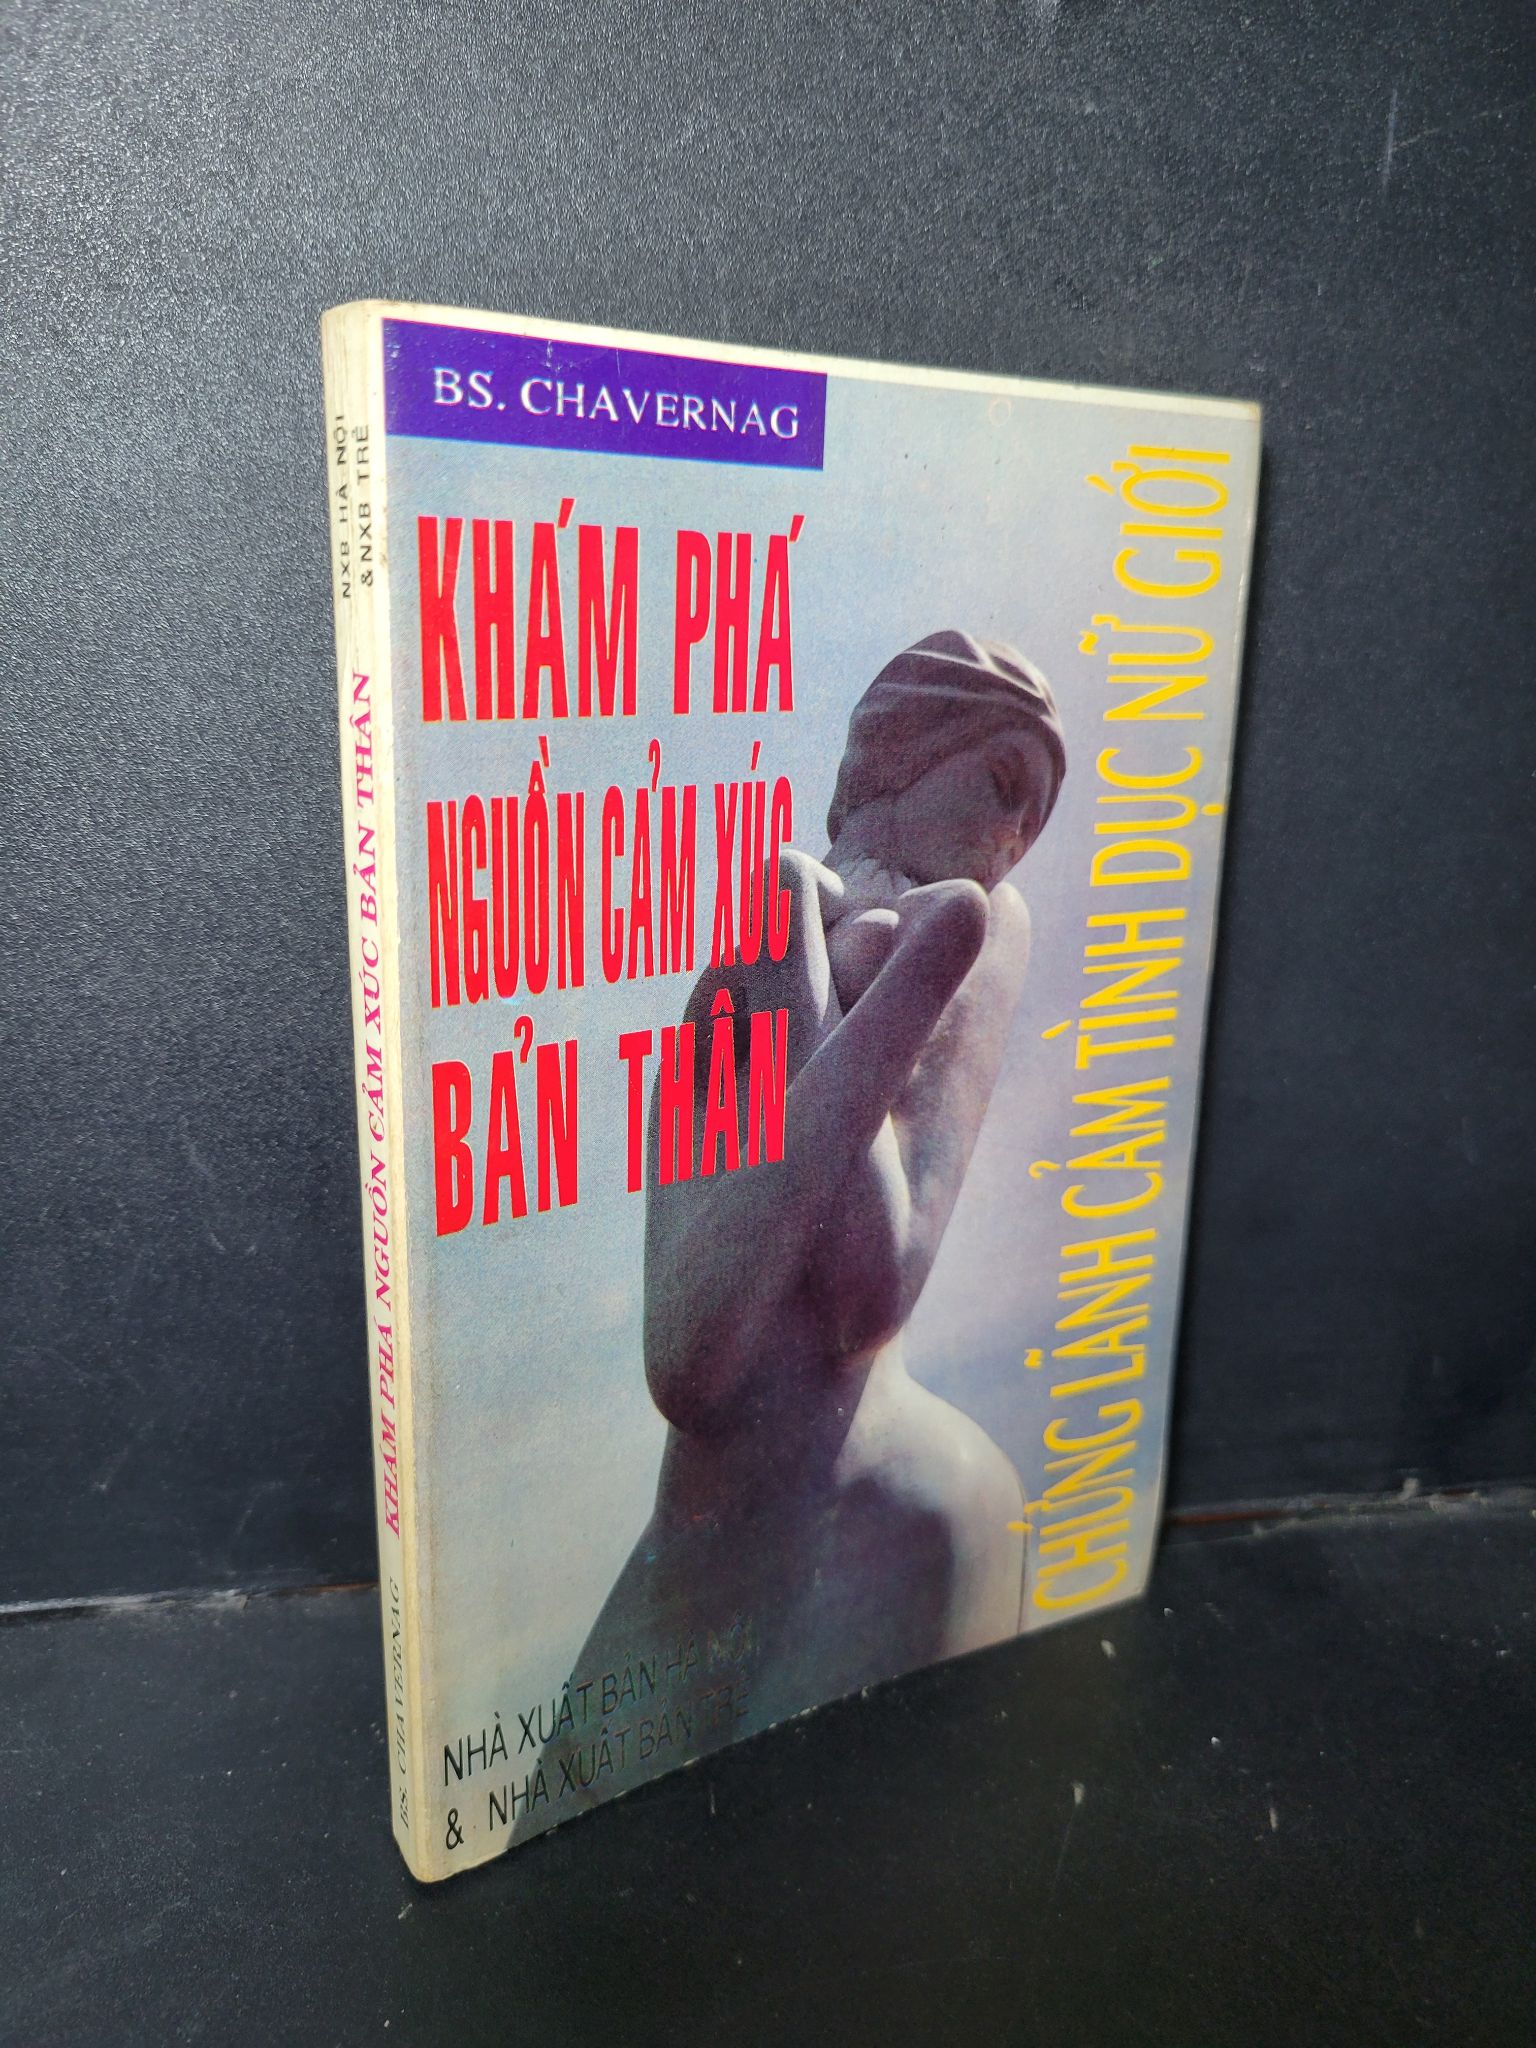 BS. CHAVERNAG
KHÁM PHÁ
NGUỒN CẢM XÚC
BẢN THÂN
CHỨNG LÃNH CẢM TÌNH DỤC NỮ GIỚI
NHÀ XUẤT BẢN HÀ NỘI
& NHÀ XUẤT BẢN TRẺ
NXB HÀ NỘI
&NXB TRẺ
KHÁM PHÁ NGUỒN CẢM XÚC BẢN THÂN
BS. CHAVERNAG